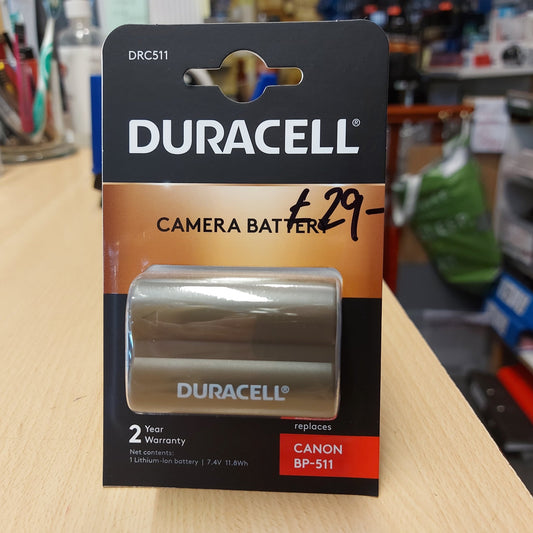 DRC511
DURACELL®
CAMERA BATTERY
£29-
DURACELL®
2 Year
Warranty
Net contents:
1 Lithium-Ion battery | 7.4V 11.8Wh
replaces
CANON
BP-511